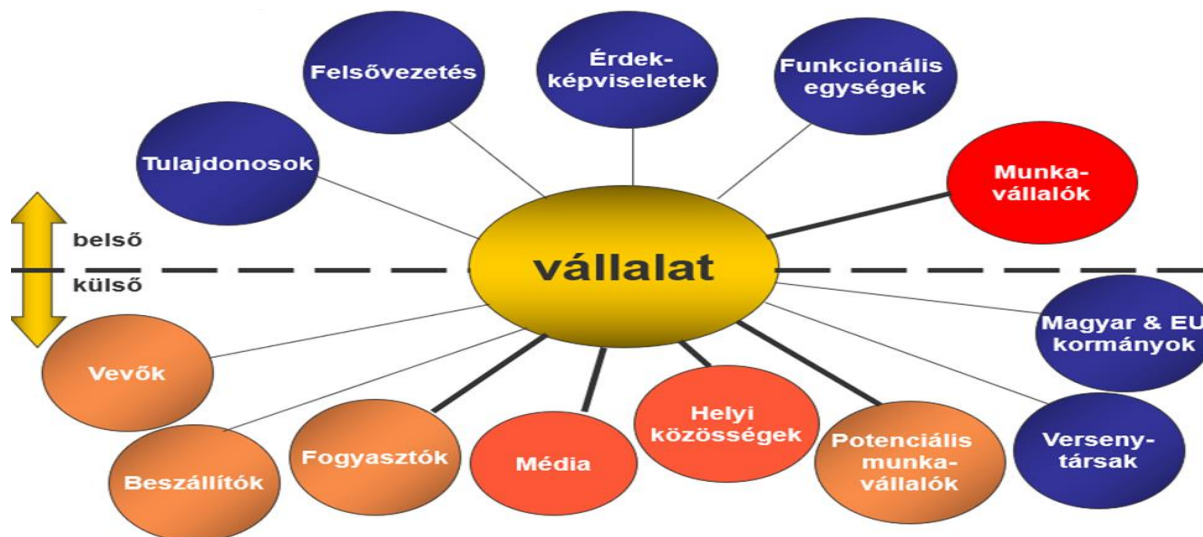 Felsővezetés
Érdek-
képviseletek
Funkcionális
egységek
Tulajdonosok
Munka-
vállalók
belső
vállalat
külső
Magyar & EU
kormányok
Vevők
Helyi
közösségek
Fogyasztók
Média
Potenciális
munka-
vállalók
Verseny-
társak
Beszállítók